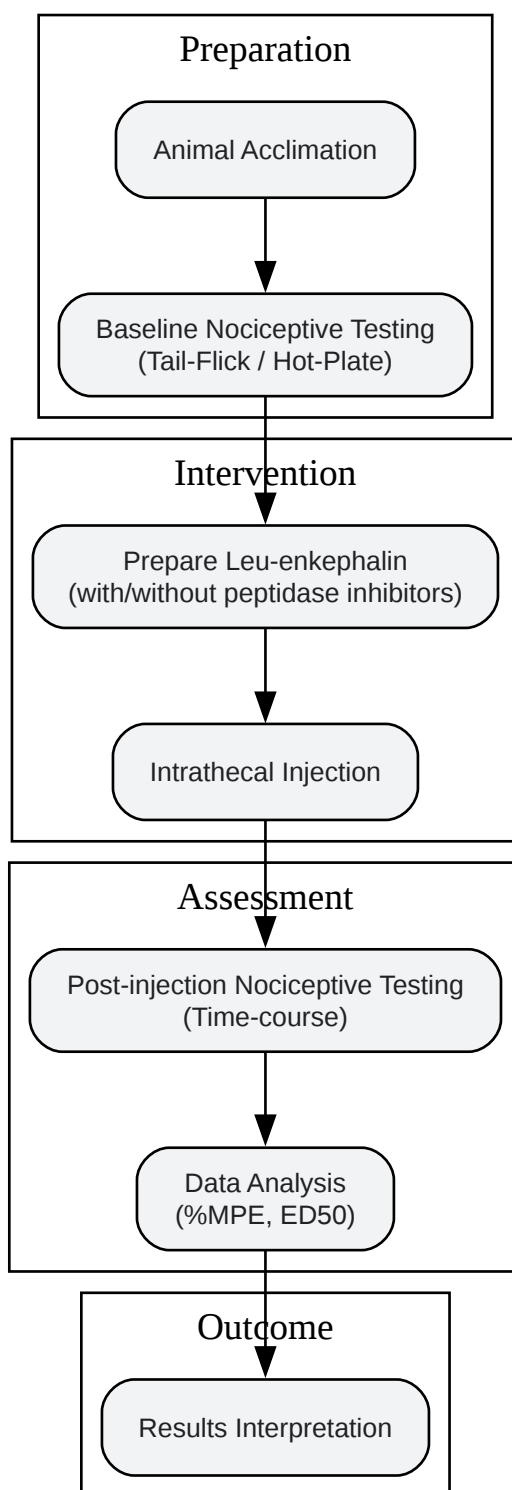 Preparation
Animal Acclimation
Baseline Nociceptive Testing
(Tail-Flick / Hot-Plate)
Intervention
Prepare Leu-enkephalin
(with/without peptidase inhibitors)
Intrathecal Injection
Assessment
Post-injection Nociceptive Testing
(Time-course)
Data Analysis
(%MPE, ED50)
Outcome
Results Interpretation